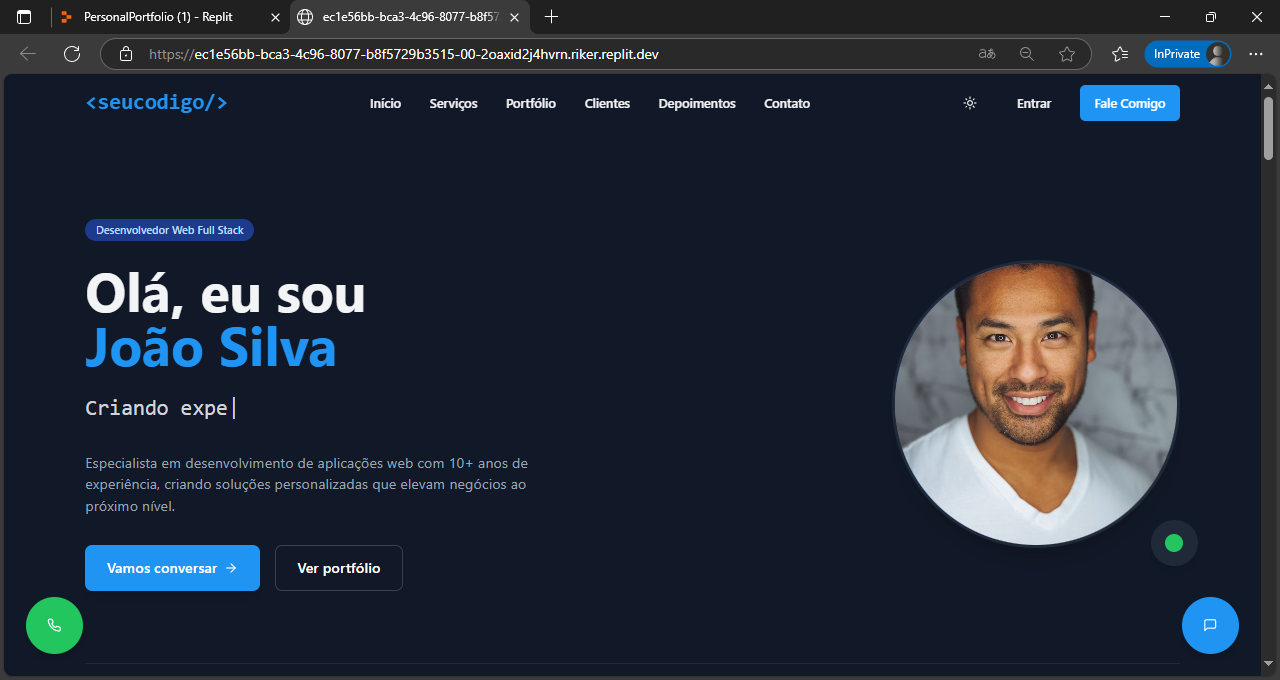 PersonalPortfolio (1) - Replit
ec1e56bb-bca3-4c96-8077-b8f57
https://ec1e56bb-bca3-4c96-8077-b8f5729b3515-00-2oaxid2j4hvrn.riker.replit.dev
aあ
InPrivate
<seucodigo/>
Início
Serviços
Portfólio
Clientes
Depoimentos
Contato
Entrar
Fale Comigo
Desenvolvedor Web Full Stack
Olá, eu sou
João Silva
Criando expe|
Especialista em desenvolvimento de aplicações web com 10+ anos de
experiência, criando soluções personalizadas que elevam negócios ao
próximo nível.
Vamos conversar →
Ver portfólio